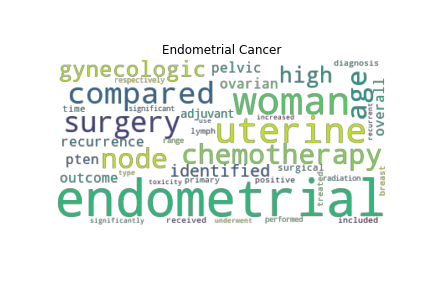 Endometrial Cancer
gynecologic
pelvic
diagnosis
respectively
ovarian
high
age
overall
compared
woman
time
significant
adjuvant
increased
recurrent
surgery
use
uterine
lymph
recurrence
range
pten
node
chemotherapy
identified
surgical
outcome
type
toxicity
primary
positive
treated
radiation
breast
endometrial
significantly
received
underwent
performed
included